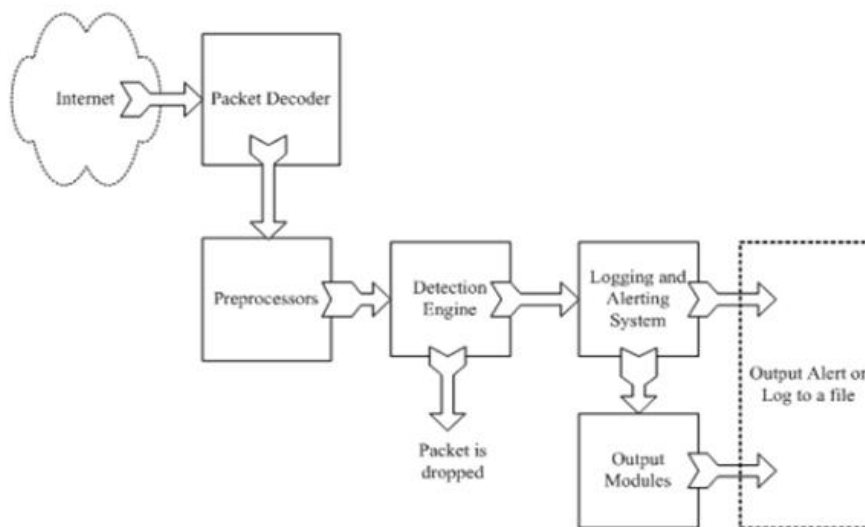 Internet
Packet Decoder
Preprocessors
Detection
Engine
Logging and
Alerting
System
Packet is
dropped
Output
Modules
Output Alert or
Log to a file